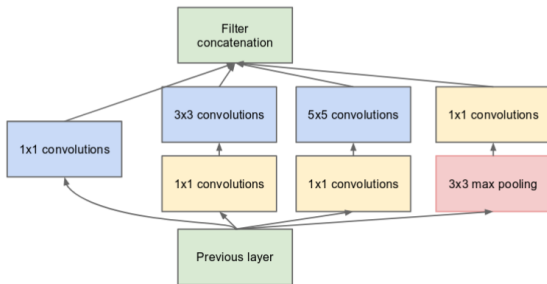 Filter
concatenation
3x3 convolutions
5x5 convolutions
1x1 convolutions
1x1 convolutions
1x1 convolutions
1x1 convolutions
3x3 max pooling
Previous layer